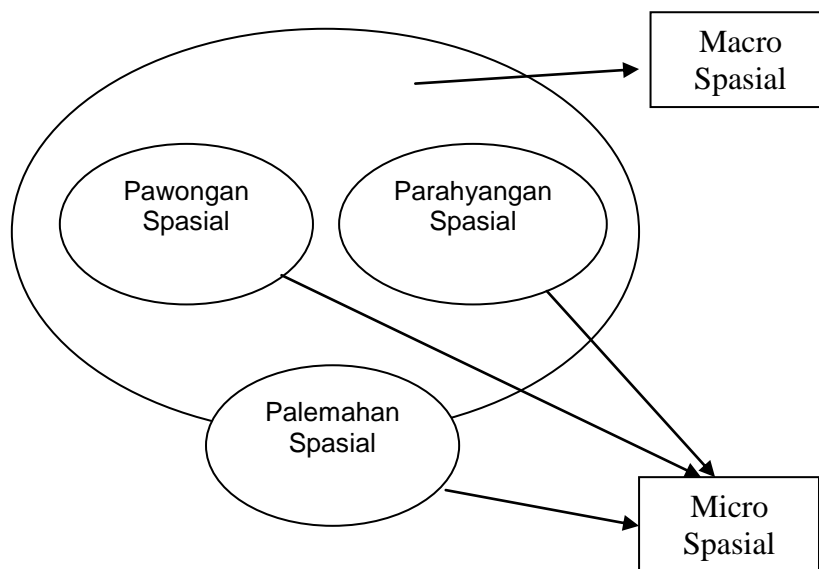 Macro
Spasial
Pawongan
Spasial
Parahyangan
Spasial
Palemahan
Spasial
Micro
Spasial